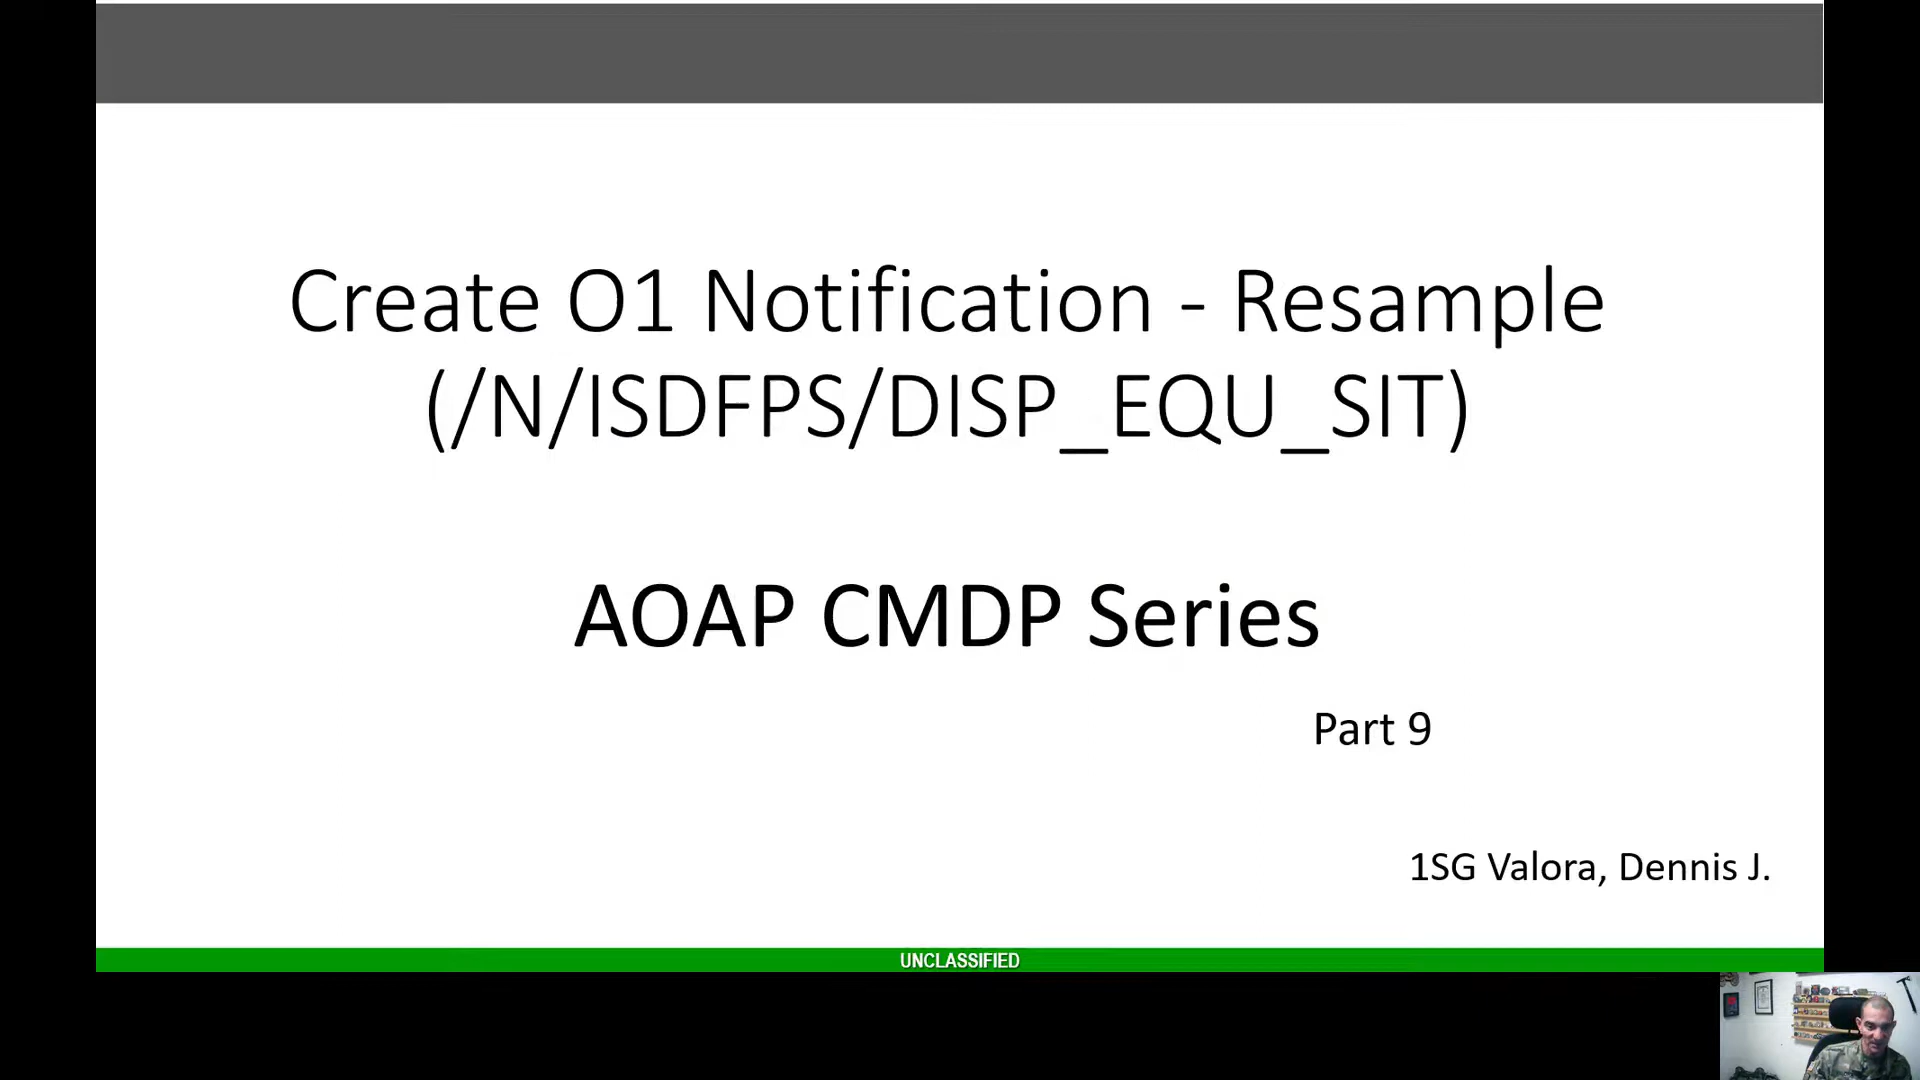 Create O1 Notification - Resample
(/N/ISDFPS/DISP_EQU_SIT)
AOAP CMDP Series
Part 9
1SG Valora, Dennis J.
UNCLASSIFIED